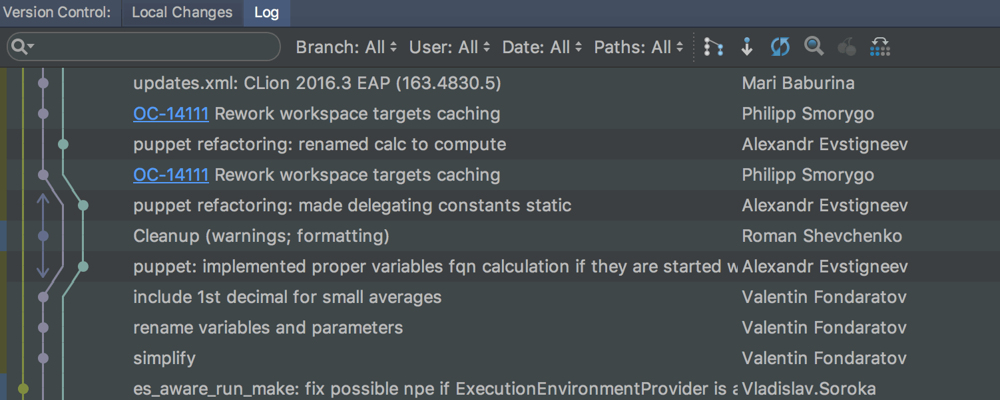 Version Control: Local Changes Log
Branch: All User: All Date: All Paths: All
updates.xml: CLion 2016.3 EAP (163.4830.5) Mari Baburina
OC-14111 Rework workspace targets caching Philipp Smorygo
puppet refactoring: renamed calc to compute Alexandr Evstigneev
OC-14111 Rework workspace targets caching Philipp Smorygo
puppet refactoring: made delegating constants static Alexandr Evstigneev
Cleanup (warnings; formatting) Roman Shevchenko
puppet: implemented proper variables fqn calculation if they are started w Alexandr Evstigneev
include 1st decimal for small averages Valentin Fondaratov
rename variables and parameters Valentin Fondaratov
simplify Valentin Fondaratov
es_aware_run_make: fix possible npe if ExecutionEnvironmentProvider is a Vladislav.Soroka